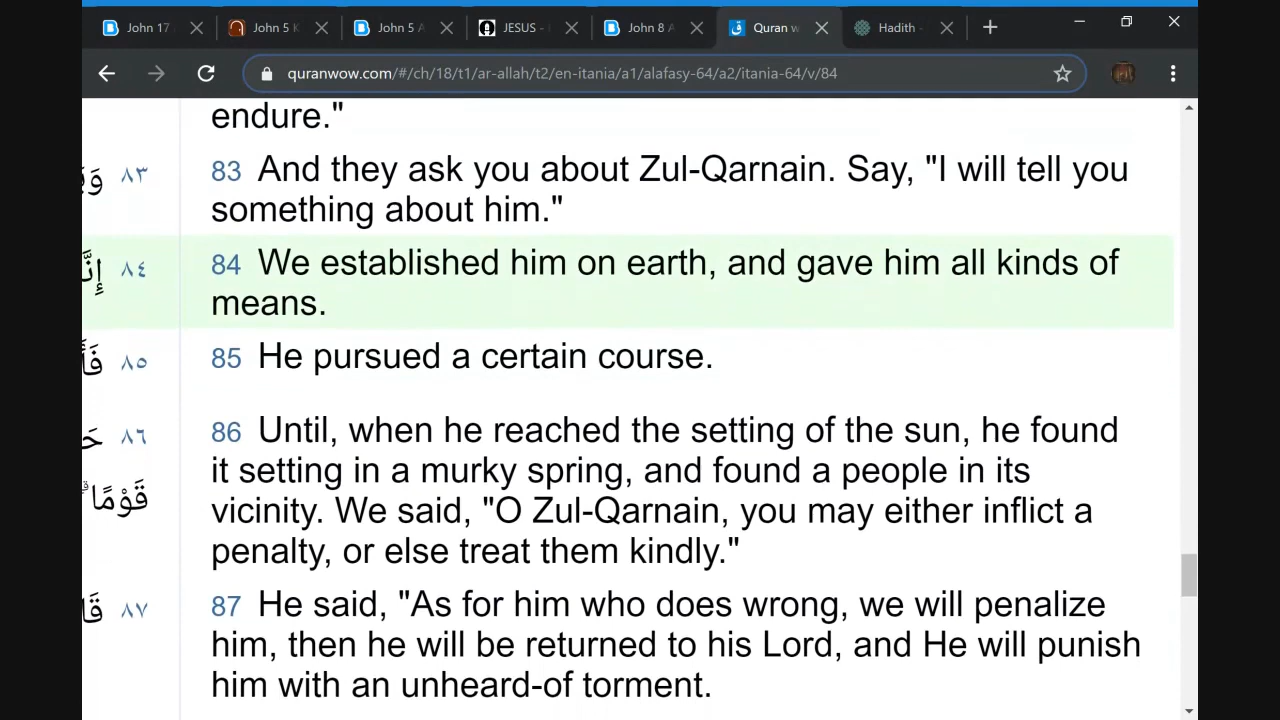 John 17
John 5 K
John 5 A
JESUS -
John 8 A
Quran w
Hadith -
quranwow.com/#/ch/18/t1/ar-allah/t2/en-itania/a1/alafasy-64/a2/itania-64/v/84
endure."
٨٣
83 And they ask you about Zul-Qarnain. Say, "I will tell you
something about him."
إِنَّ ٨٤
84 We established him on earth, and gave him all kinds of
means.
٨٥
85 He pursued a certain course.
٨٦
86 Until, when he reached the setting of the sun, he found
it setting in a murky spring, and found a people in its
قَوْمًا
vicinity. We said, "O Zul-Qarnain, you may either inflict a
penalty, or else treat them kindly."
٨٧
87 He said, "As for him who does wrong, we will penalize
him, then he will be returned to his Lord, and He will punish
him with an unheard-of torment.